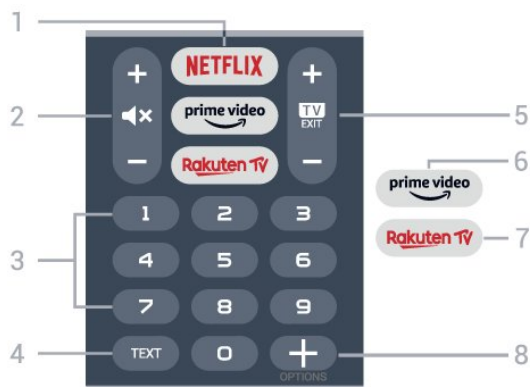 1
NETFLIX
+
+
2
prime video
TV
EXIT
5
-
-
6
Rakuten TV
prime video
1
2
3
Rakuten TV
7
3
4
5
6
7
8
9
4
TEXT
0
+
8
OPTIONS